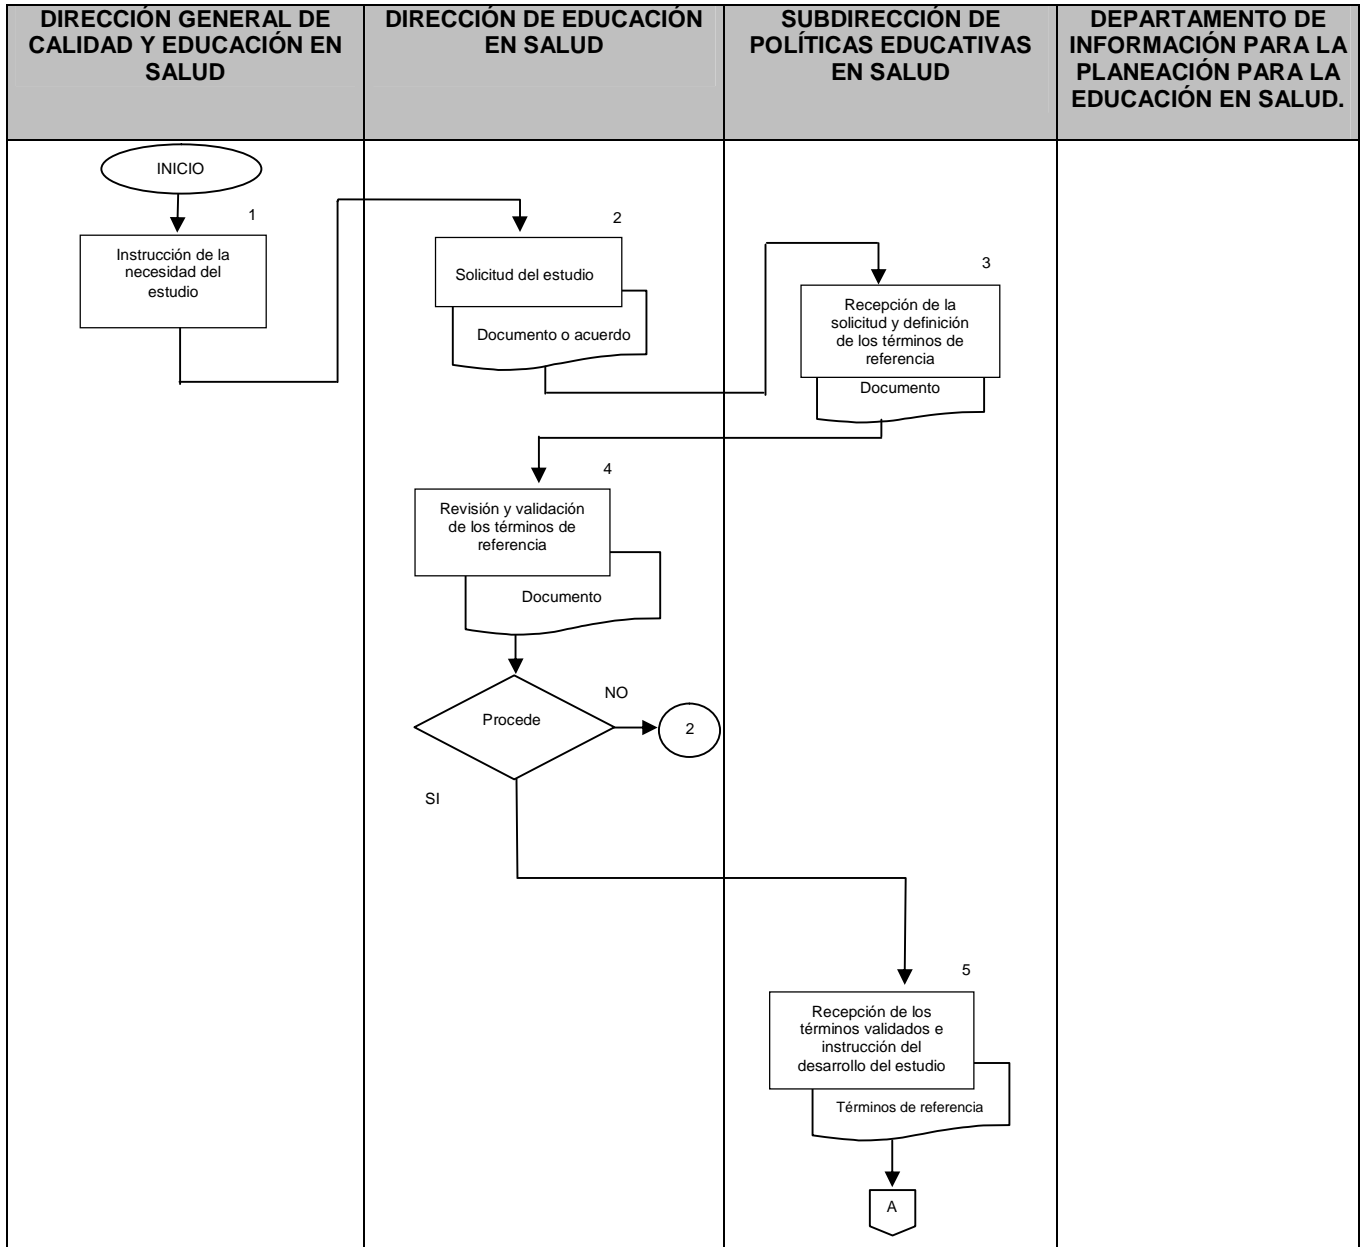 DIRECCIÓN GENERAL DE
CALIDAD Y EDUCACIÓN EN
SALUD
DIRECCIÓN DE EDUCACIÓN
EN SALUD
SUBDIRECCIÓN DE
POLÍTICAS EDUCATIVAS
EN SALUD
DEPARTAMENTO DE
INFORMACIÓN PARA LA
PLANEACIÓN PARA LA
EDUCACIÓN EN SALUD.
INICIO
1
Instrucción de la
necesidad del
estudio
2
Solicitud del estudio
Documento o acuerdo
3
Recepción de la
solicitud y definición
de los términos de
referencia
Documento
4
Revisión y validación
de los términos de
referencia
Documento
Procede
NO
2
SI
5
Recepción de los
términos validados e
instrucción del
desarrollo del estudio
Términos de referencia
A